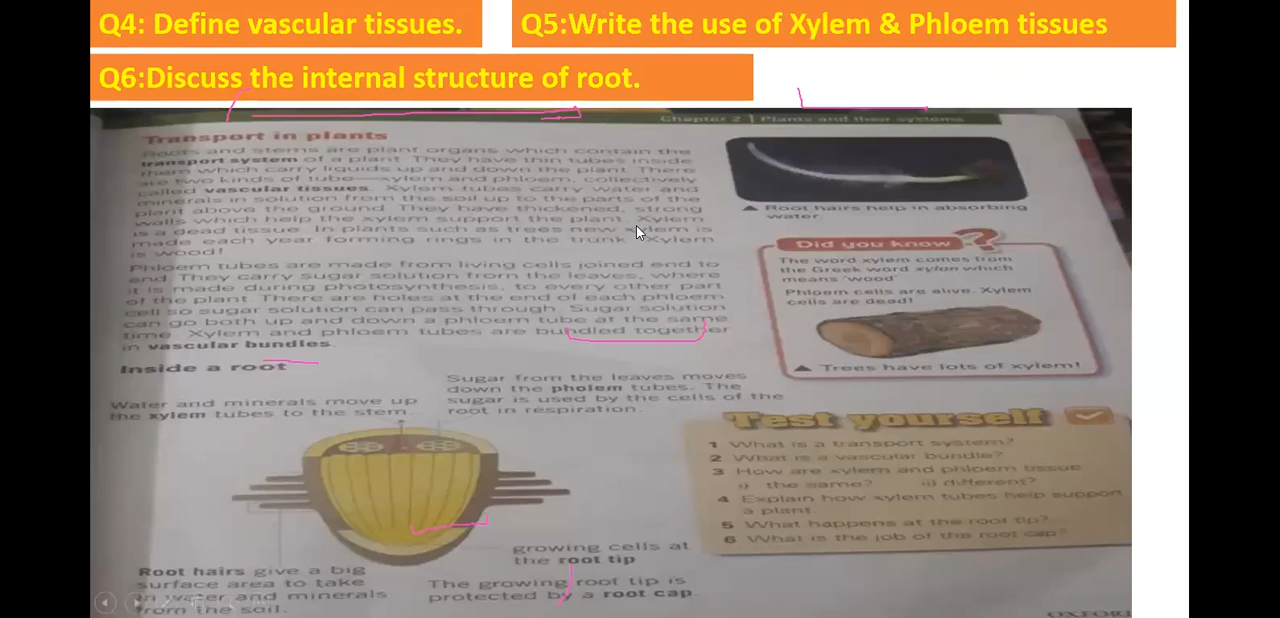 Q4: Define vascular tissues.
Q5:Write the use of Xylem & Phloem tissues
Q6:Discuss the internal structure of root.
Chapter 2 | Plants and their systems
Transport in plants
Roots and stems are plant organs which contain the
transport system of a plant. They have thin tubes inside
them which carry liquids up and down the plant. There
are two kinds of tube—xylem and phloem, collectively
called vascular tissues. Xylem tubes carry water and
minerals in solution from the soil up to the parts of the
plant above the ground. They have thickened, strong
walls which help the xylem support the plant. Xylem
is a dead tissue. In plants such as trees new xylem is
made each year forming rings in the trunk. Xylem
is wood!
Phloem tubes are made from living cells joined end to
end. They carry sugar solution from the leaves, where
it is made during photosynthesis, to every other part
of the plant. There are holes at the end of each phloem
cell so sugar solution can pass through. Sugar solution
can go both up and down a phloem tube at the same
time. Xylem and phloem tubes are bundled together
in vascular bundles.
Inside a root
Water and minerals move up
the xylem tubes to the stem.
Sugar from the leaves moves
down the pholem tubes. The
sugar is used by the cells of the
root in respiration.
growing cells at
the root tip
Root hairs give a big
surface area to take
in water and minerals
from the soil.
The growing root tip is
protected by a root cap.
▲ Root hairs help in absorbing
water.
Did you know ?
The word xylem comes from
the Greek word xylon which
means 'wood'
Phloem cells are alive. Xylem
cells are dead!
▲ Trees have lots of xylem!
Test yourself
1 What is a transport system?
2 What is a vascular bundle?
3 How are xylem and phloem tissue
i) the same? ii) different?
4 Explain how xylem tubes help support
a plant.
5 What happens at the root tip?
6 What is the job of the root cap?
OXFORD